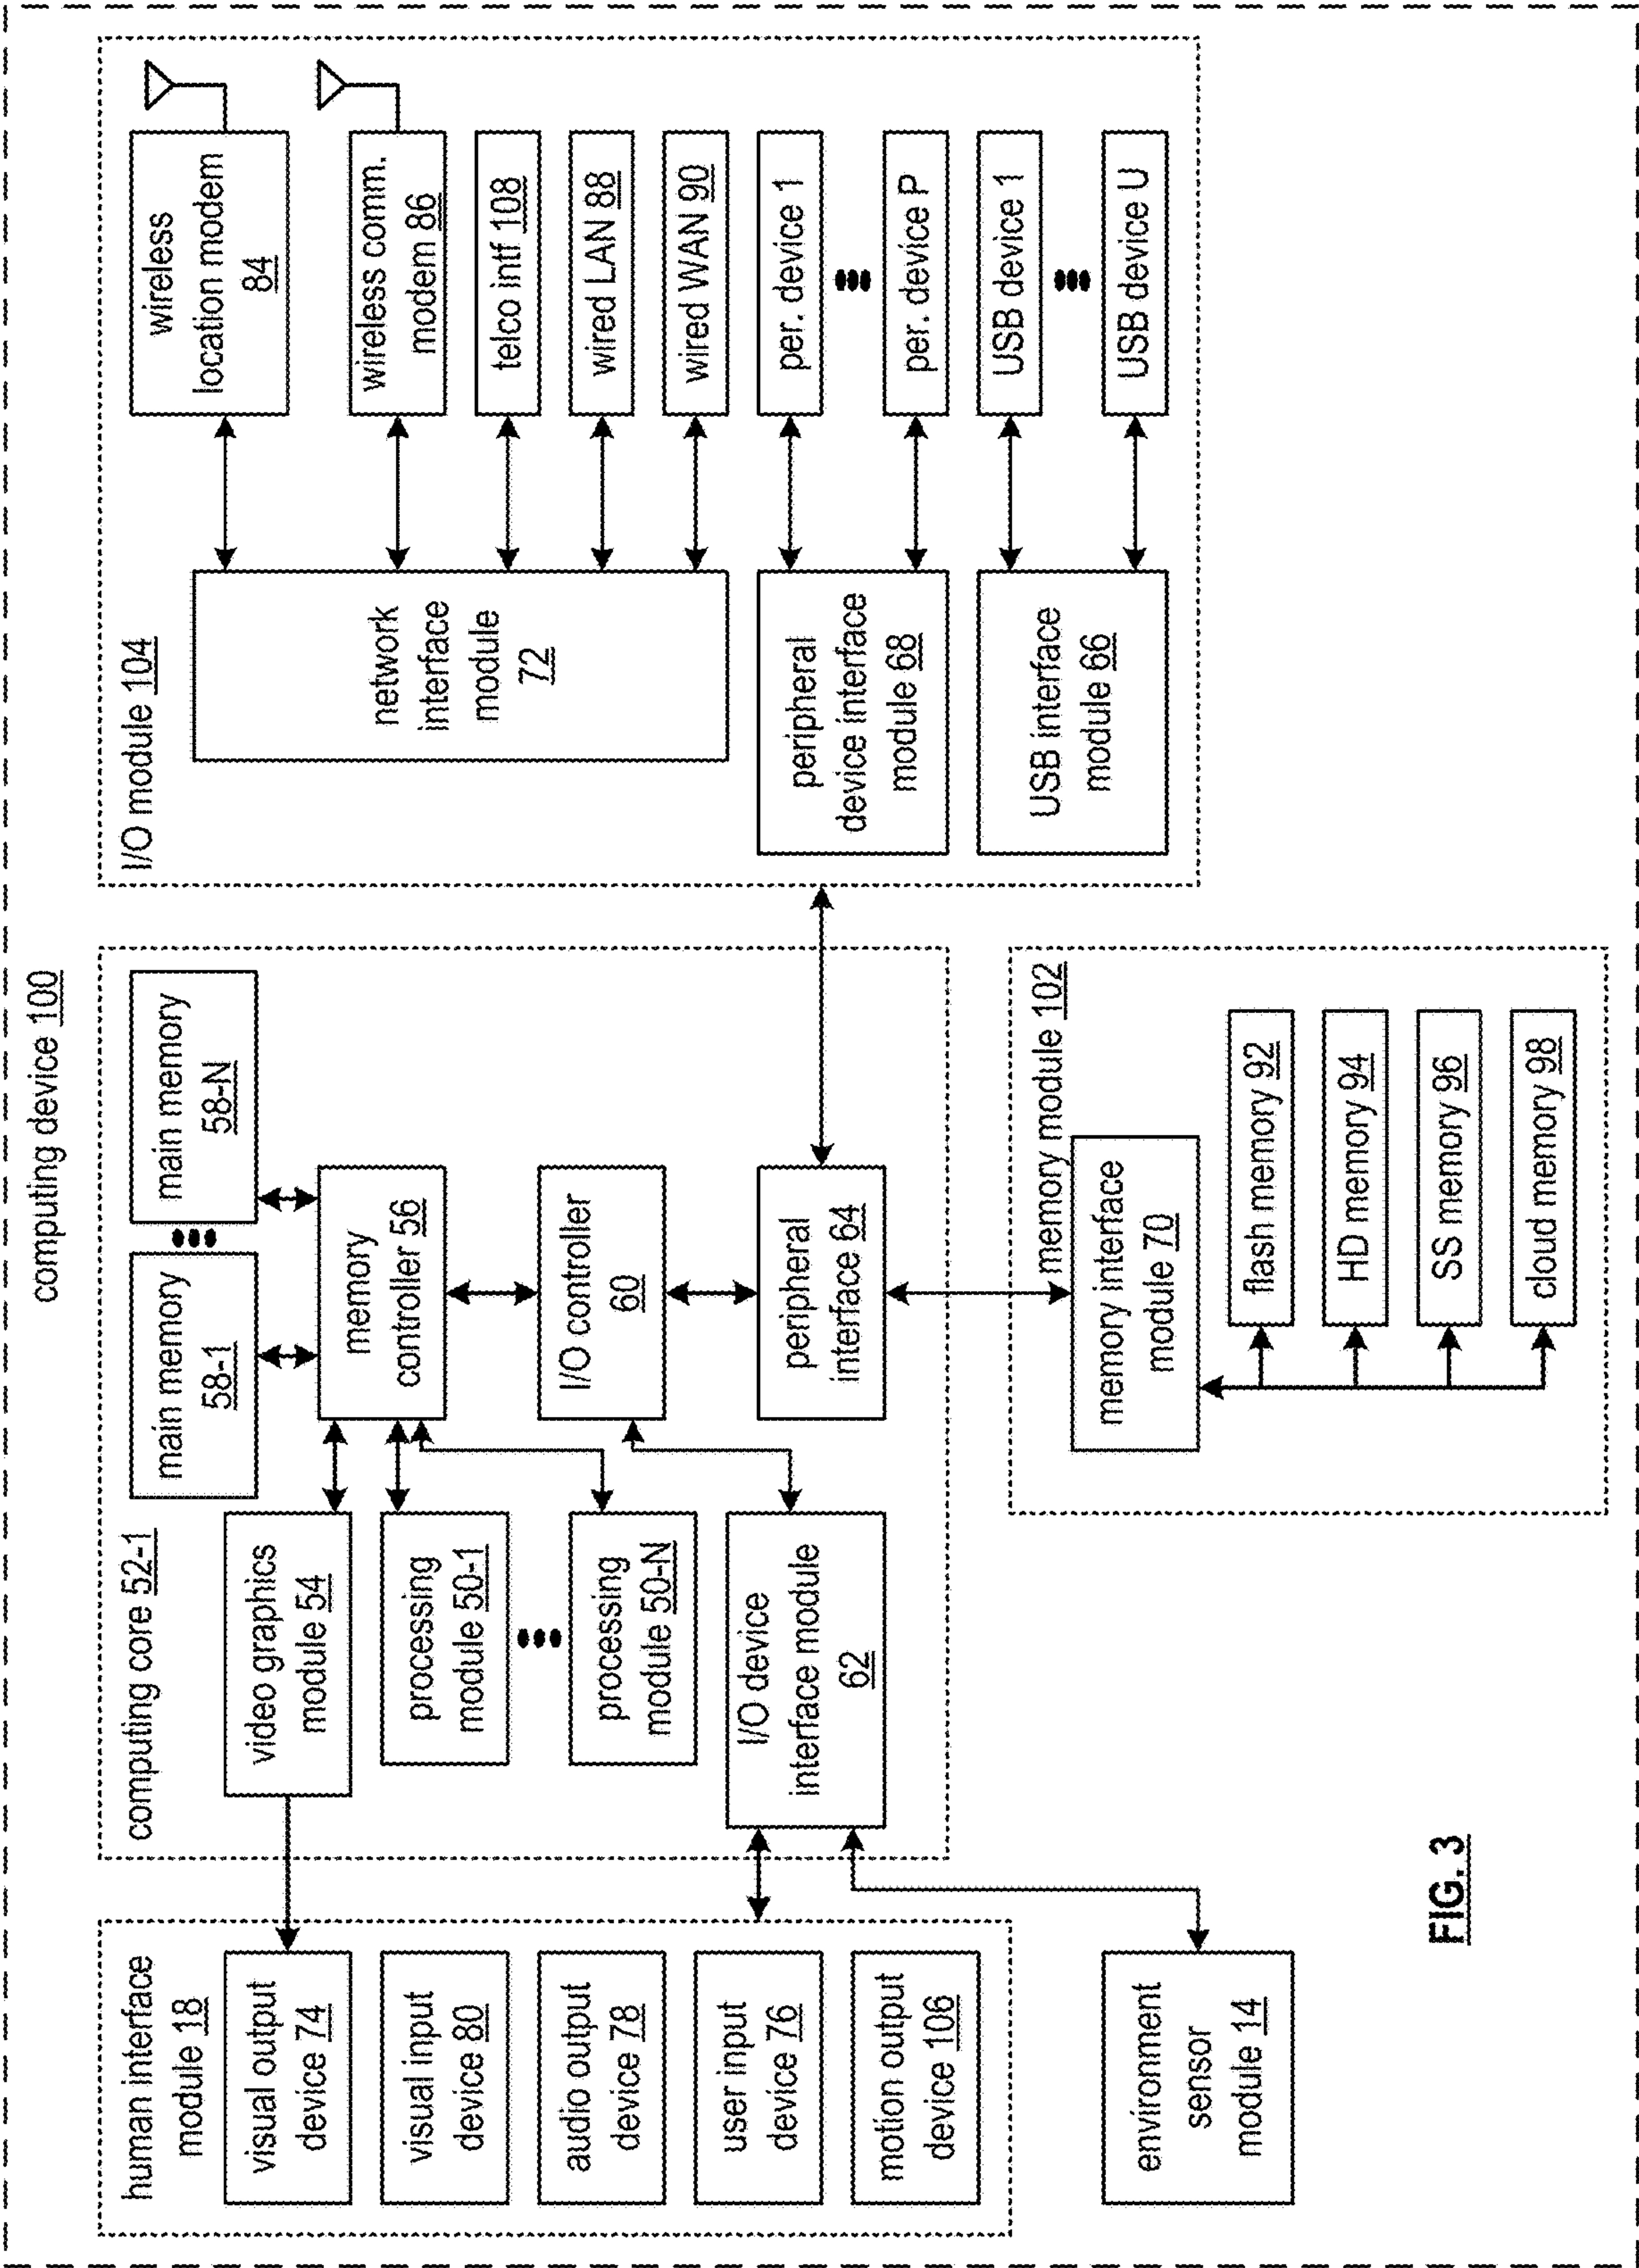 computing device 100
human interface
module 18
visual output
device 74
visual input
device 80
audio output
device 78
user input
device 76
motion output
device 106
environment
sensor
module 14
computing core 52-1
video graphics
module 54
processing
module 50-1
processing
module 50-N
I/O device
interface module
62
main memory
58-1
main memory
58-N
memory
controller 56
I/O controller
60
peripheral
interface 64
memory module 102
memory interface
module 70
flash memory 92
HD memory 94
SS memory 96
cloud memory 98
I/O module 104
network
interface
module
72
peripheral
device interface
module 68
USB interface
module 66
wireless
location modem
84
wireless comm.
modem 86
telco intf 108
wired LAN 88
wired WAN 90
per. device 1
per. device P
USB device 1
USB device U
FIG. 3